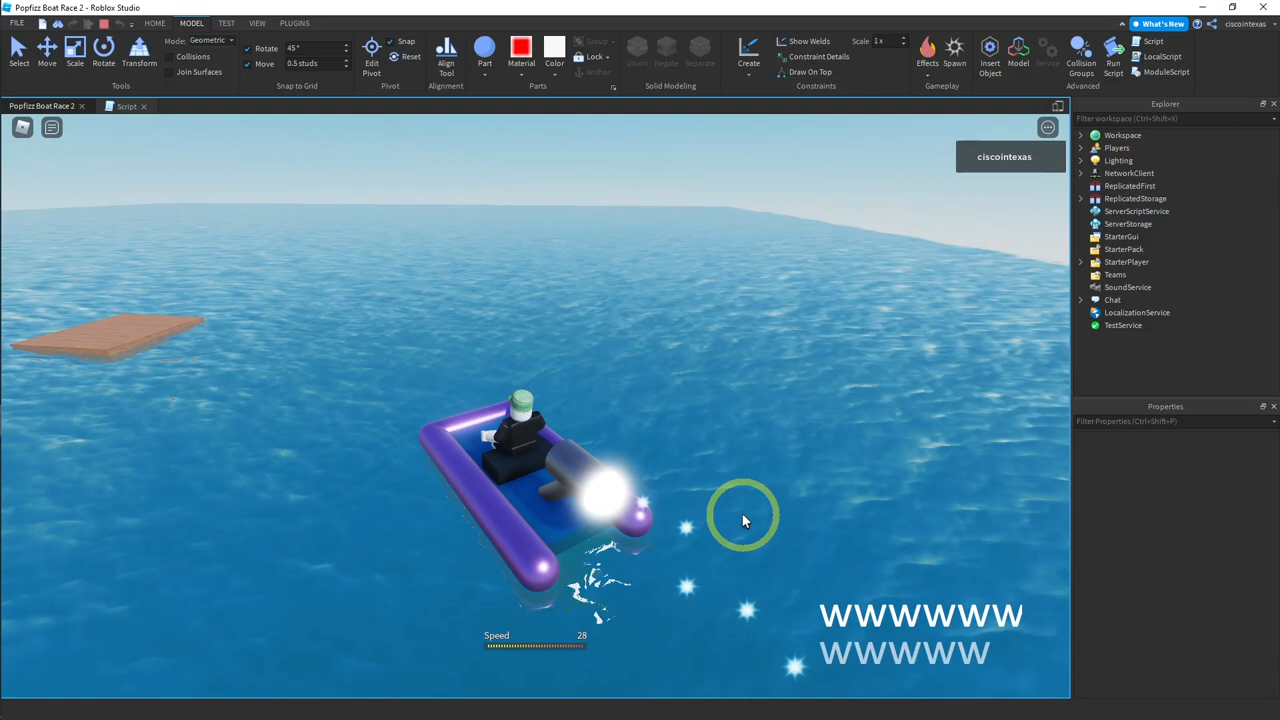 Popfizz Boat Race 2 - Roblox Studio
FILE HOME MODEL TEST VIEW PLUGINS What's New ciscointexas
Select Move Scale Rotate Transform
Mode: Geometric
Collisions
Join Surfaces
Tools
Rotate 45°
Move 0.5 studs
Snap to Grid
Edit Pivot
Snap
Reset
Pivot
Align Tool
Alignment
Part Material Color
Group
Lock
Anchor
Parts
Union Negate Separate
Solid Modeling
Create
Show Welds
Constraint Details
Draw On Top
Scale 1 x
Constraints
Effects Spawn
Gameplay
Insert Object
Model
Service
Collision Groups
Run Script
Script
LocalScript
ModuleScript
Advanced
Popfizz Boat Race 2 Script
ciscointexas
Speed 28
wwwwww
wwwww
Explorer
Filter workspace (Ctrl+Shift+X)
Workspace
Players
Lighting
NetworkClient
ReplicatedFirst
ReplicatedStorage
ServerScriptService
ServerStorage
StarterGui
StarterPack
StarterPlayer
Teams
SoundService
Chat
LocalizationService
TestService
Properties
Filter Properties (Ctrl+Shift+P)